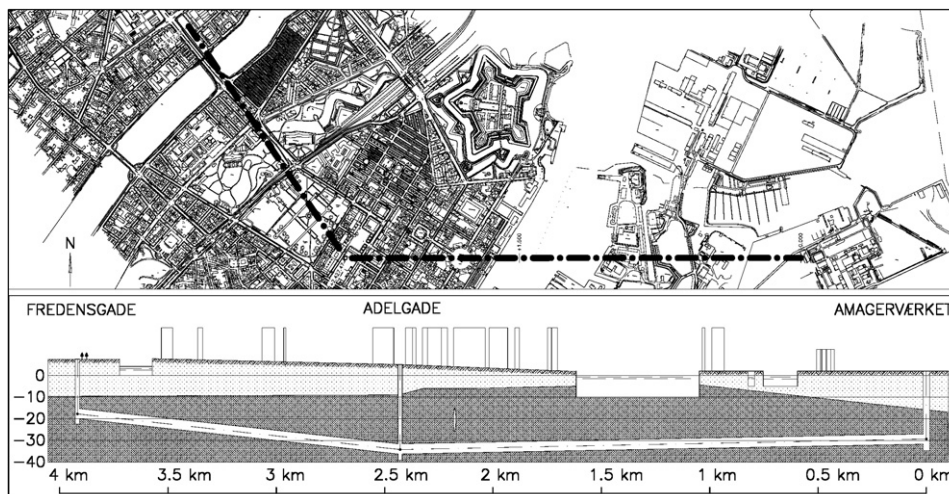 N
FREDENSGADE
ADELGADE
AMAGERVÆRKET
0
-10
-20
-30
-40
4 km
3.5 km
3 km
2.5 km
2 km
1.5 km
1 km
0.5 km
0 km